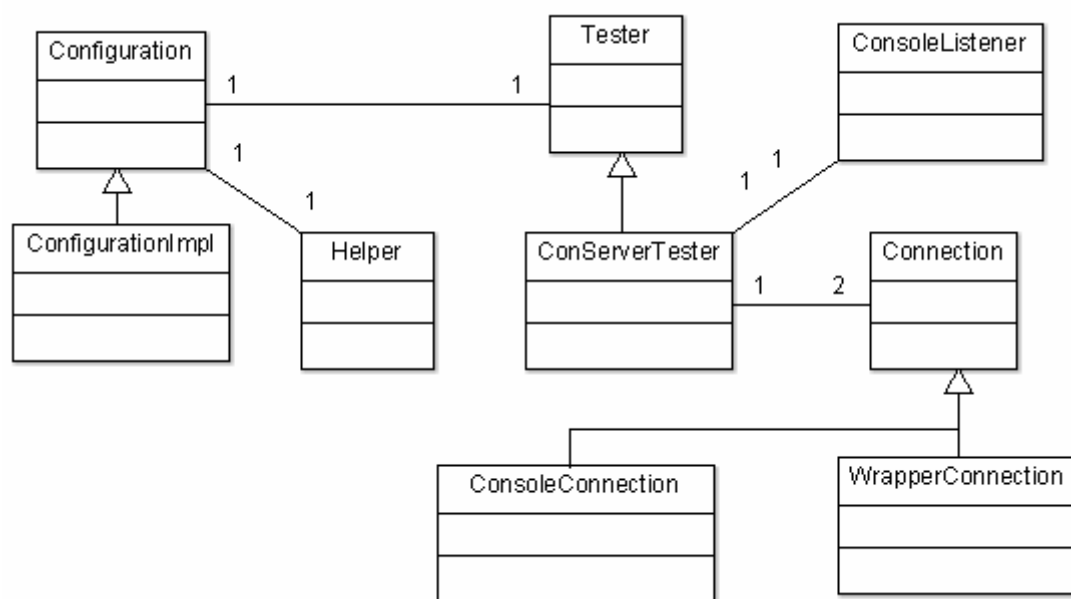 Configuration
Tester
ConsoleListener
1
1
1
1
1
1
ConfigurationImpl
Helper
ConServerTester
Connection
1
2
ConsoleConnection
WrapperConnection